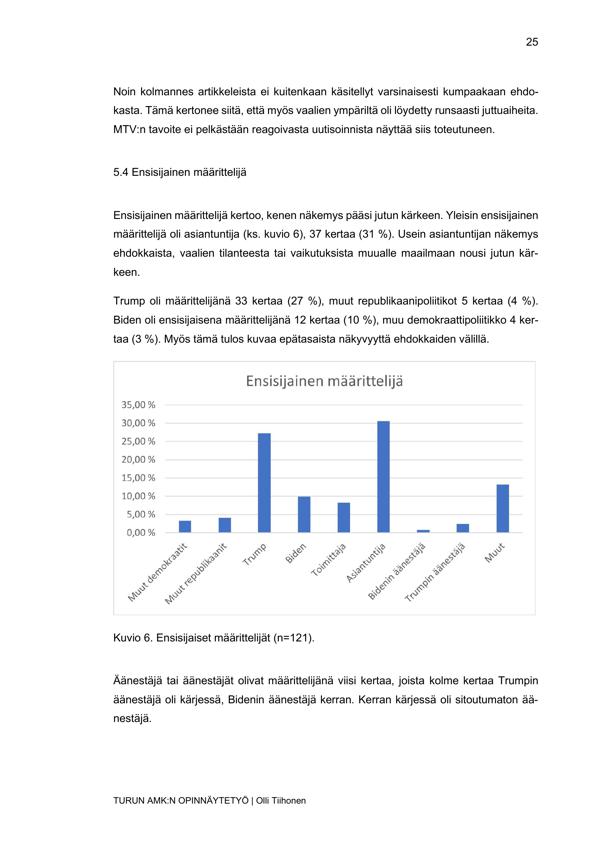 25
Noin kolmannes artikkeleista ei kuitenkaan käsitellyt varsinaisesti kumpaakaan ehdo-
kasta. Tämä kertonee siitä, että myös vaalien ympäriltä oli löydetty runsaasti juttuaiheita.
MTV:n tavoite ei pelkästään reagoivasta uutisoinnista näyttää siis toteutuneen.
5.4 Ensisijainen määrittelijä
Ensisijainen määrittelijä kertoo, kenen näkemys pääsi jutun kärkeen. Yleisin ensisijainen
määrittelijä oli asiantuntija (ks. kuvio 6), 37 kertaa (31 %). Usein asiantuntijan näkemys
ehdokkaista, vaalien tilanteesta tai vaikutuksista muualle maailmaan nousi jutun kär-
keen.
Trump oli määrittelijänä 33 kertaa (27 %), muut republikaanipoliitikot 5 kertaa (4 %).
Biden oli ensisijaisena määrittelijänä 12 kertaa (10 %), muu demokraattipoliitikko 4 ker-
taa (3 %). Myös tämä tulos kuvaa epätasaista näkyvyyttä ehdokkaiden välillä.
Ensisijainen määrittelijä
35,00 %
30,00 %
25,00 %
20,00 %
15,00 %
10,00 %
5,00 %
0,00 %
Muut demokraatit
Muut republikaanit
Trump
Biden
Toimittaja
Asiantuntija
Bidenin äänestäjä
Trumpin äänestäjä
Muut
Kuvio 6. Ensisijaiset määrittelijät (n=121).
Äänestäjä tai äänestäjät olivat määrittelijänä viisi kertaa, joista kolme kertaa Trumpin
äänestäjä oli kärjessä, Bidenin äänestäjä kerran. Kerran kärjessä oli sitoutumaton ää-
nestäjä.
TURUN AMK:N OPINNÄYTETYÖ | Olli Tiihonen